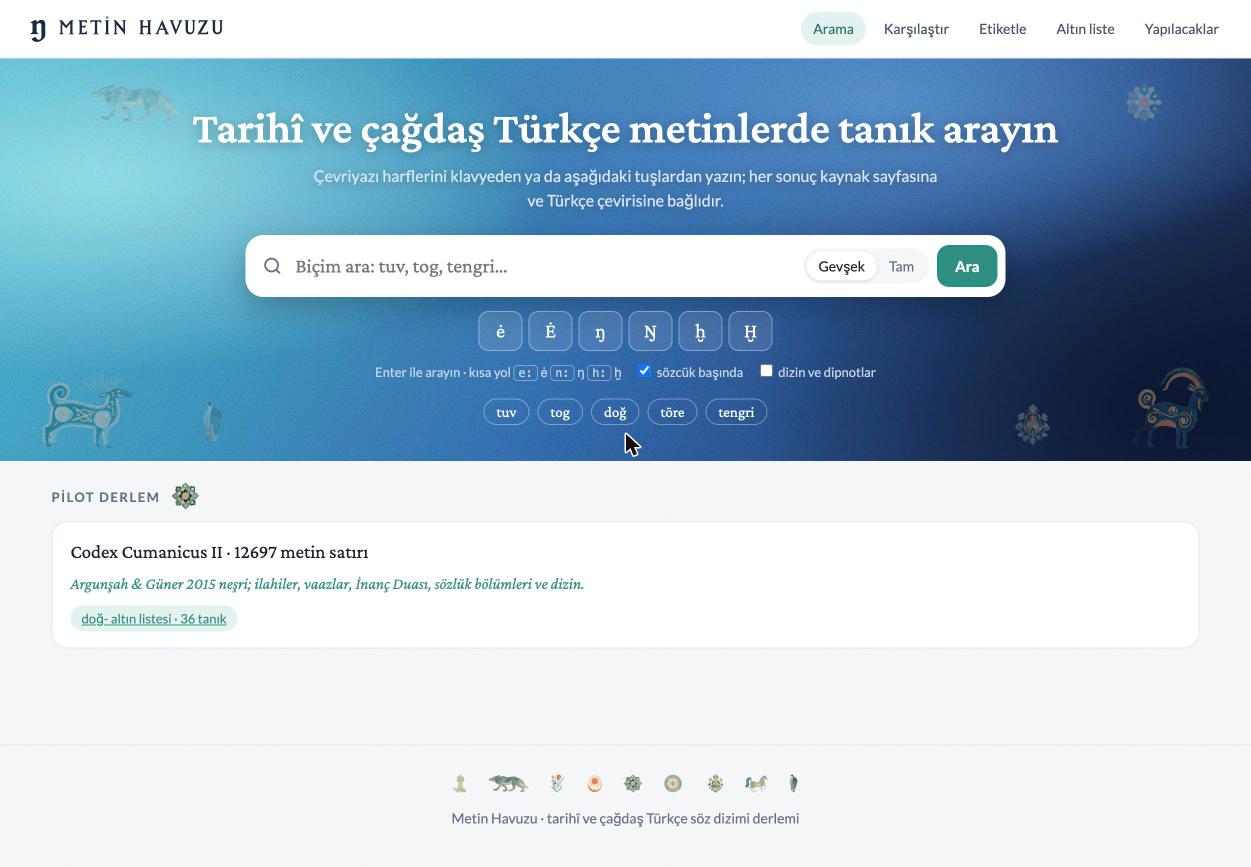 ŋ METİN HAVUZU
Arama Karşılaştır Etiketle Altın liste Yapılacaklar
Tarihî ve çağdaş Türkçe metinlerde tanık arayın
Çevriyazı harflerini klavyeden ya da aşağıdaki tuşlardan yazın; her sonuç kaynak sayfasına
ve Türkçe çevirisine bağlıdır.
Biçim ara: tuv, tog, tengri... Gevşek Tam Ara
ė Ė ŋ Ŋ ḫ Ḫ
Enter ile arayın · kısa yol e: ė n: ŋ h: ḫ sözcük başında dizin ve dipnotlar
tuv tog doğ töre tengri
PİLOT DERLEM
Codex Cumanicus II · 12697 metin satırı
Argunşah & Güner 2015 neşri; ilahiler, vaazlar, İnanç Duası, sözlük bölümleri ve dizin.
doğ- altın listesi · 36 tanık
Metin Havuzu · tarihî ve çağdaş Türkçe söz dizimi derlemi